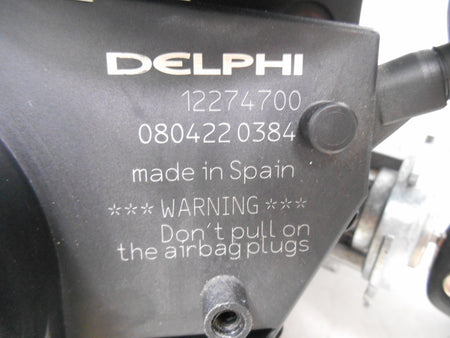 DELPHI
12274700
080422 0384
made in Spain
*** WARNING ***
Don't pull on
the airbag plugs